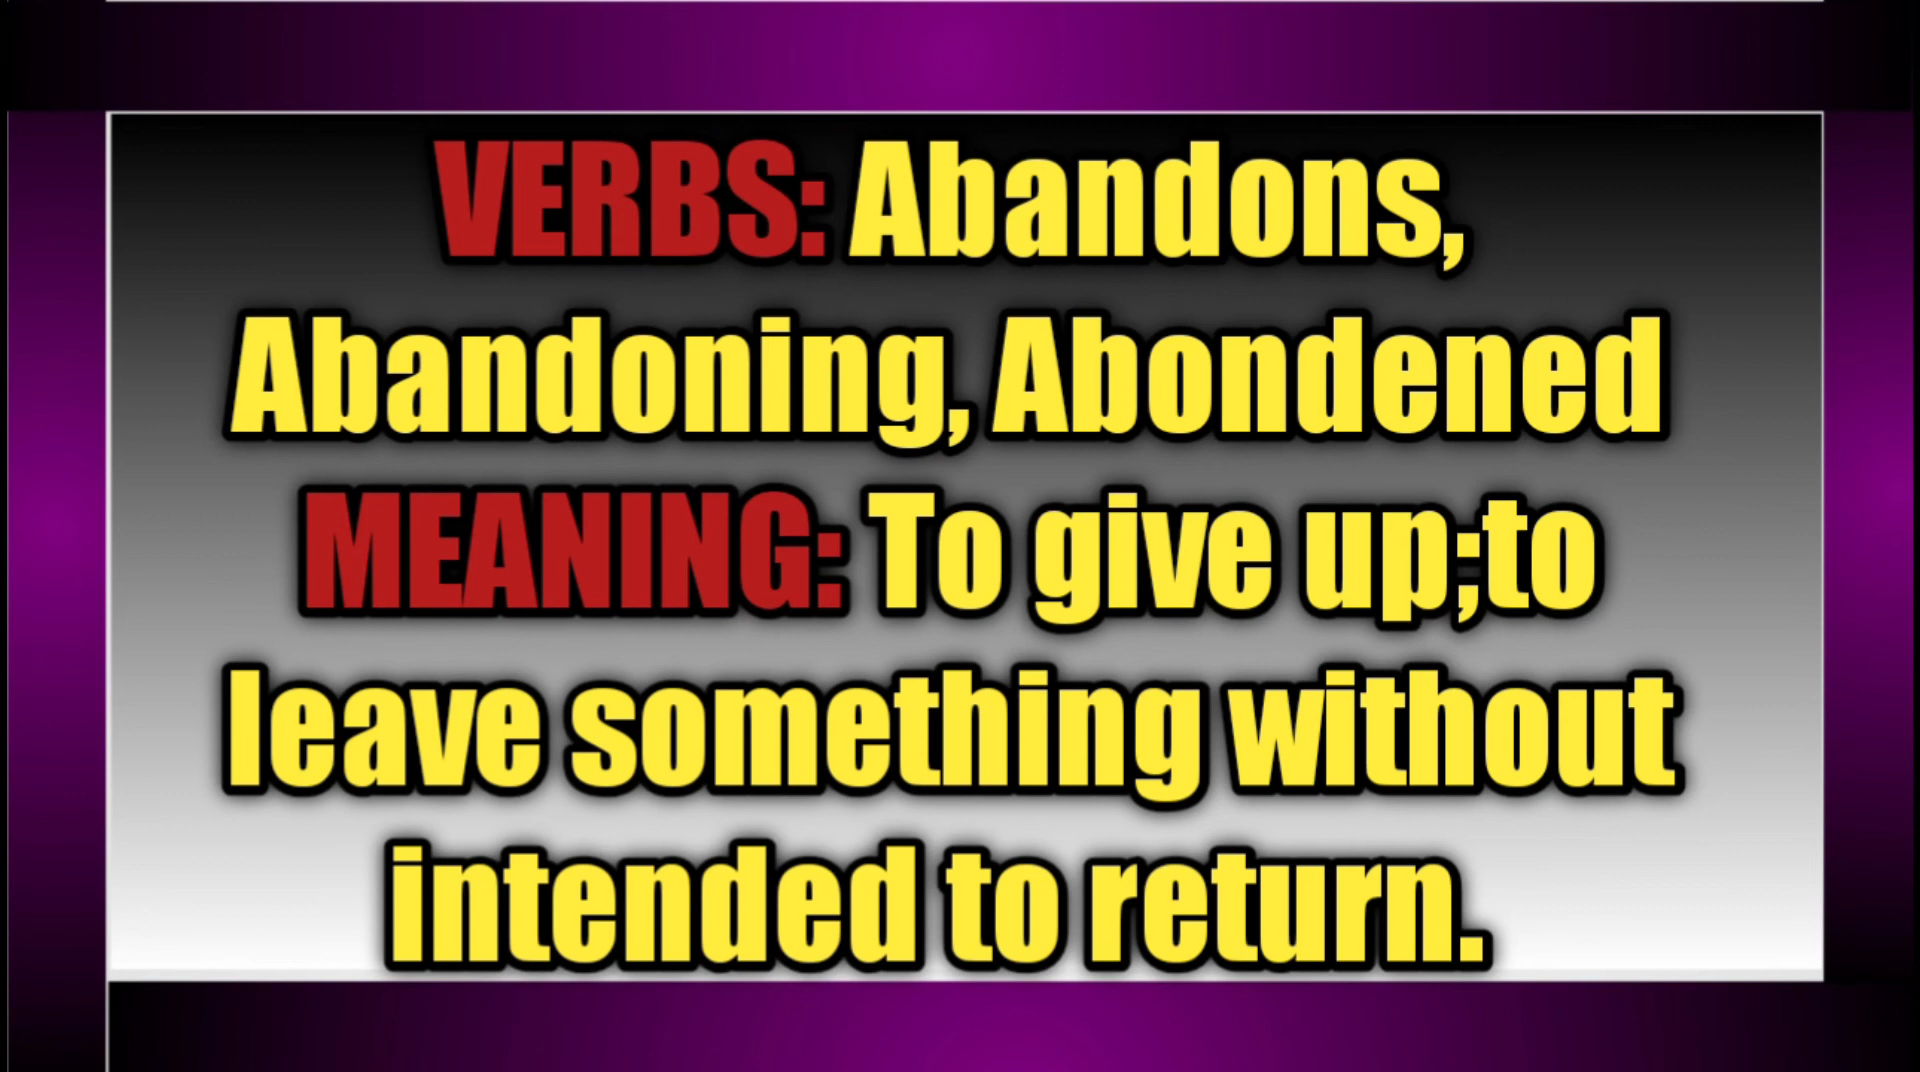 VERBS: Abandons,
Abandoning, Abondened
MEANING: To give up;to
leave something without
intended to return.